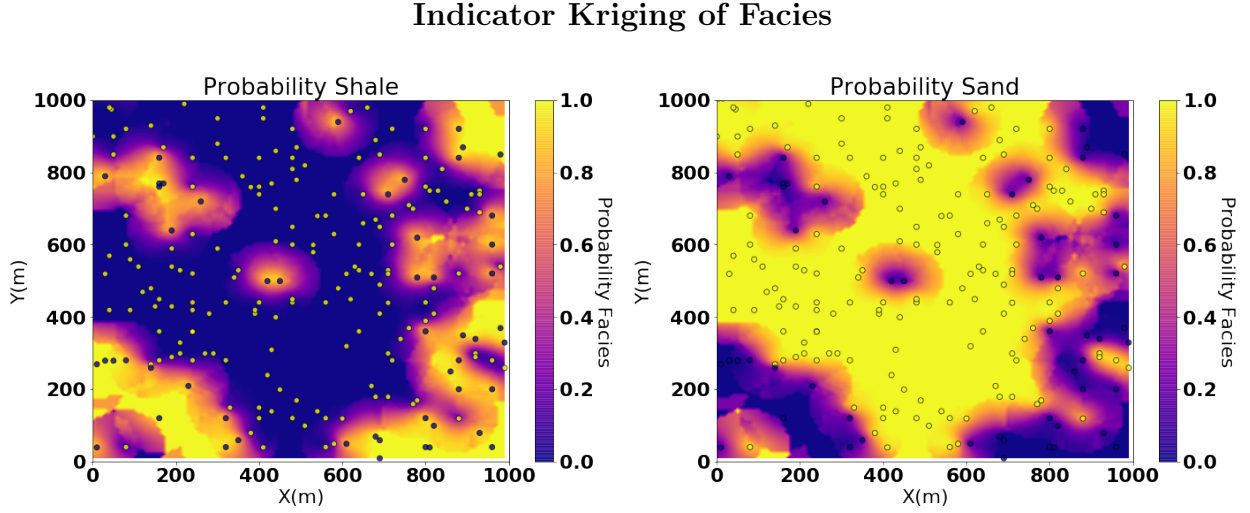 Indicator Kriging of Facies
Probability Shale
Probability Sand
1000
800
600
400
200
0
Y(m)
0 200 400 600 800 1000
X(m)
1.0
0.8
0.6
0.4
0.2
0.0
Probability Facies
1000
800
600
400
200
0
Y(m)
0 200 400 600 800 1000
X(m)
1.0
0.8
0.6
0.4
0.2
0.0
Probability Facies